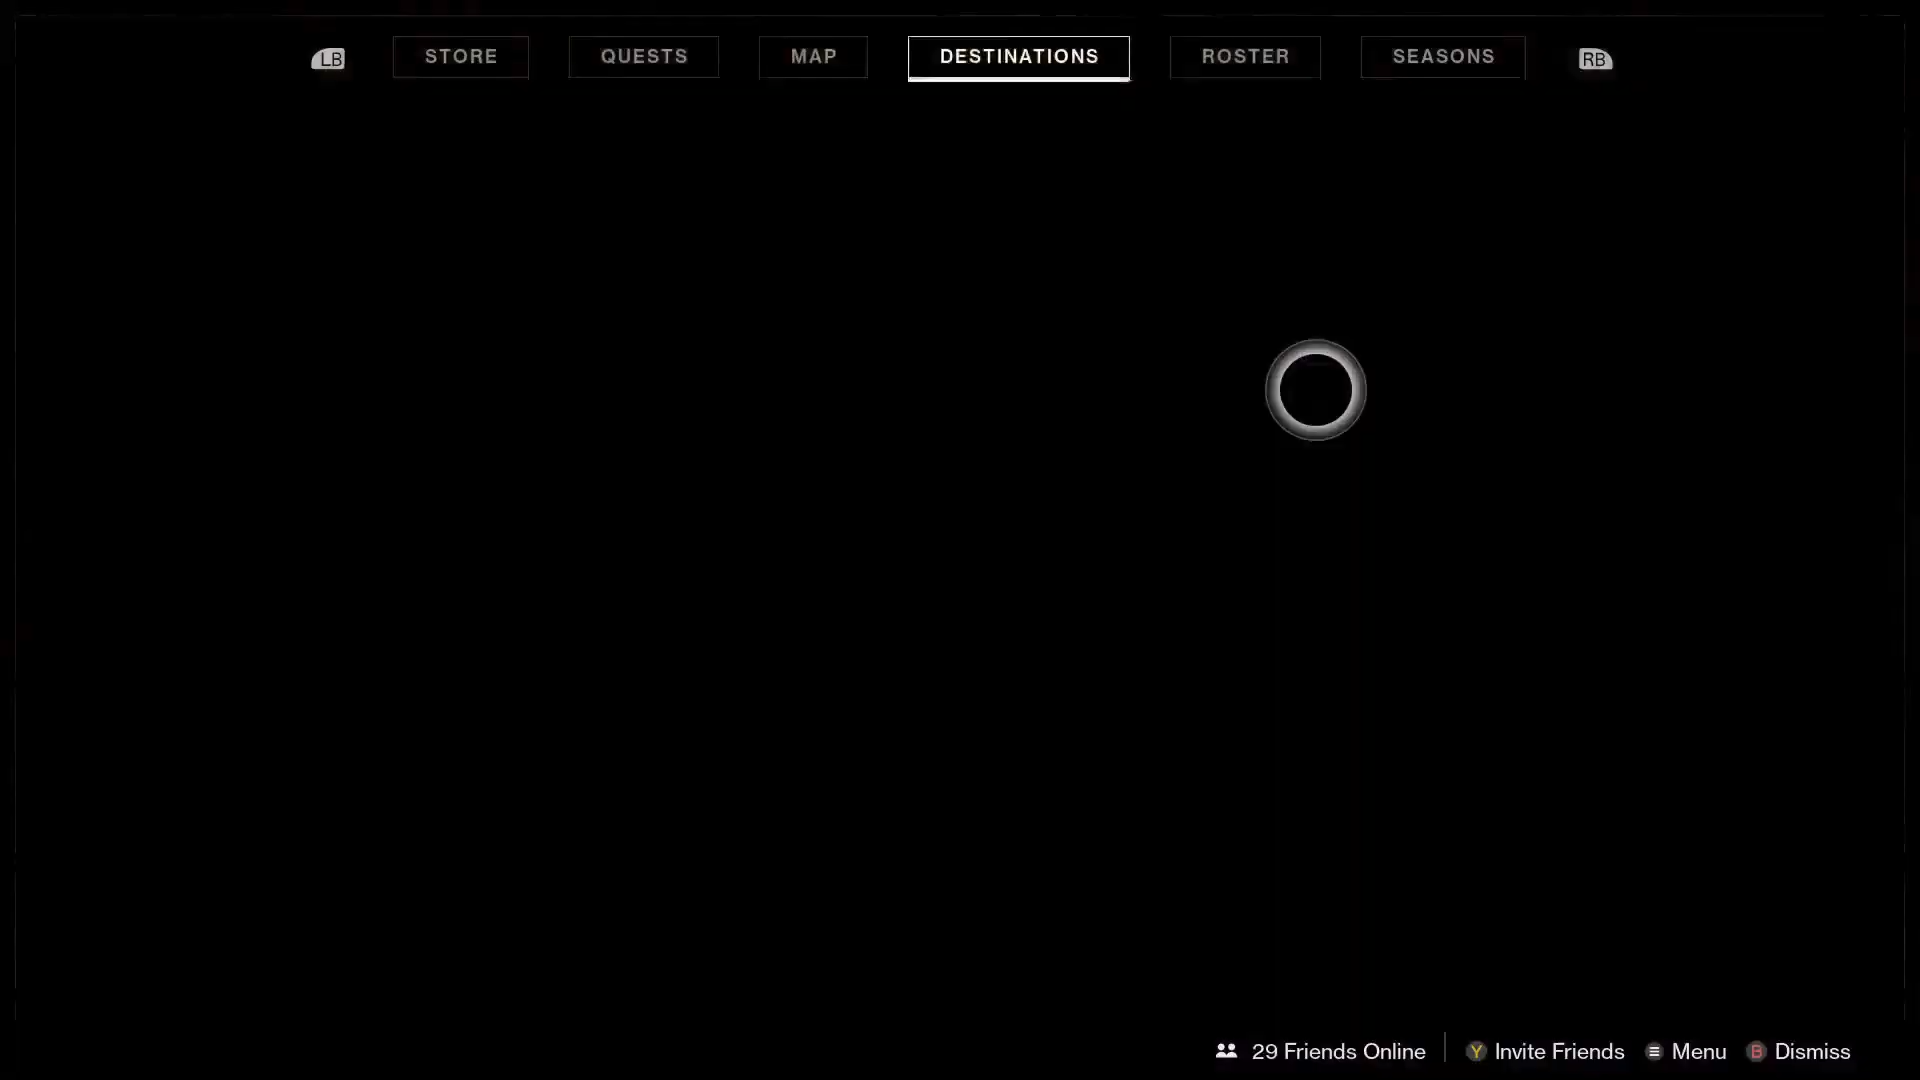 LB STORE QUESTS MAP DESTINATIONS ROSTER SEASONS RB
29 Friends Online Y Invite Friends Menu B Dismiss